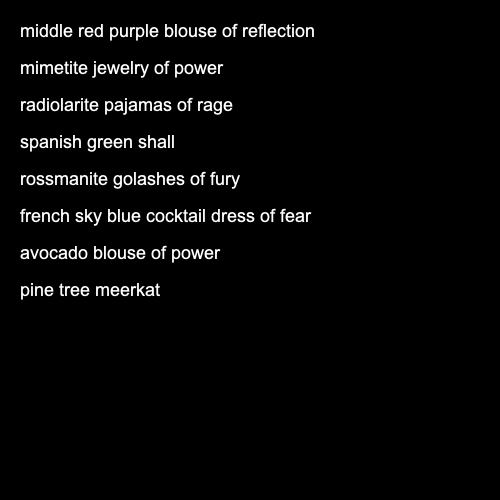 middle red purple blouse of reflection
mimetite jewelry of power
radiolarite pajamas of rage
spanish green shall
rossmanite golashes of fury
french sky blue cocktail dress of fear
avocado blouse of power
pine tree meerkat